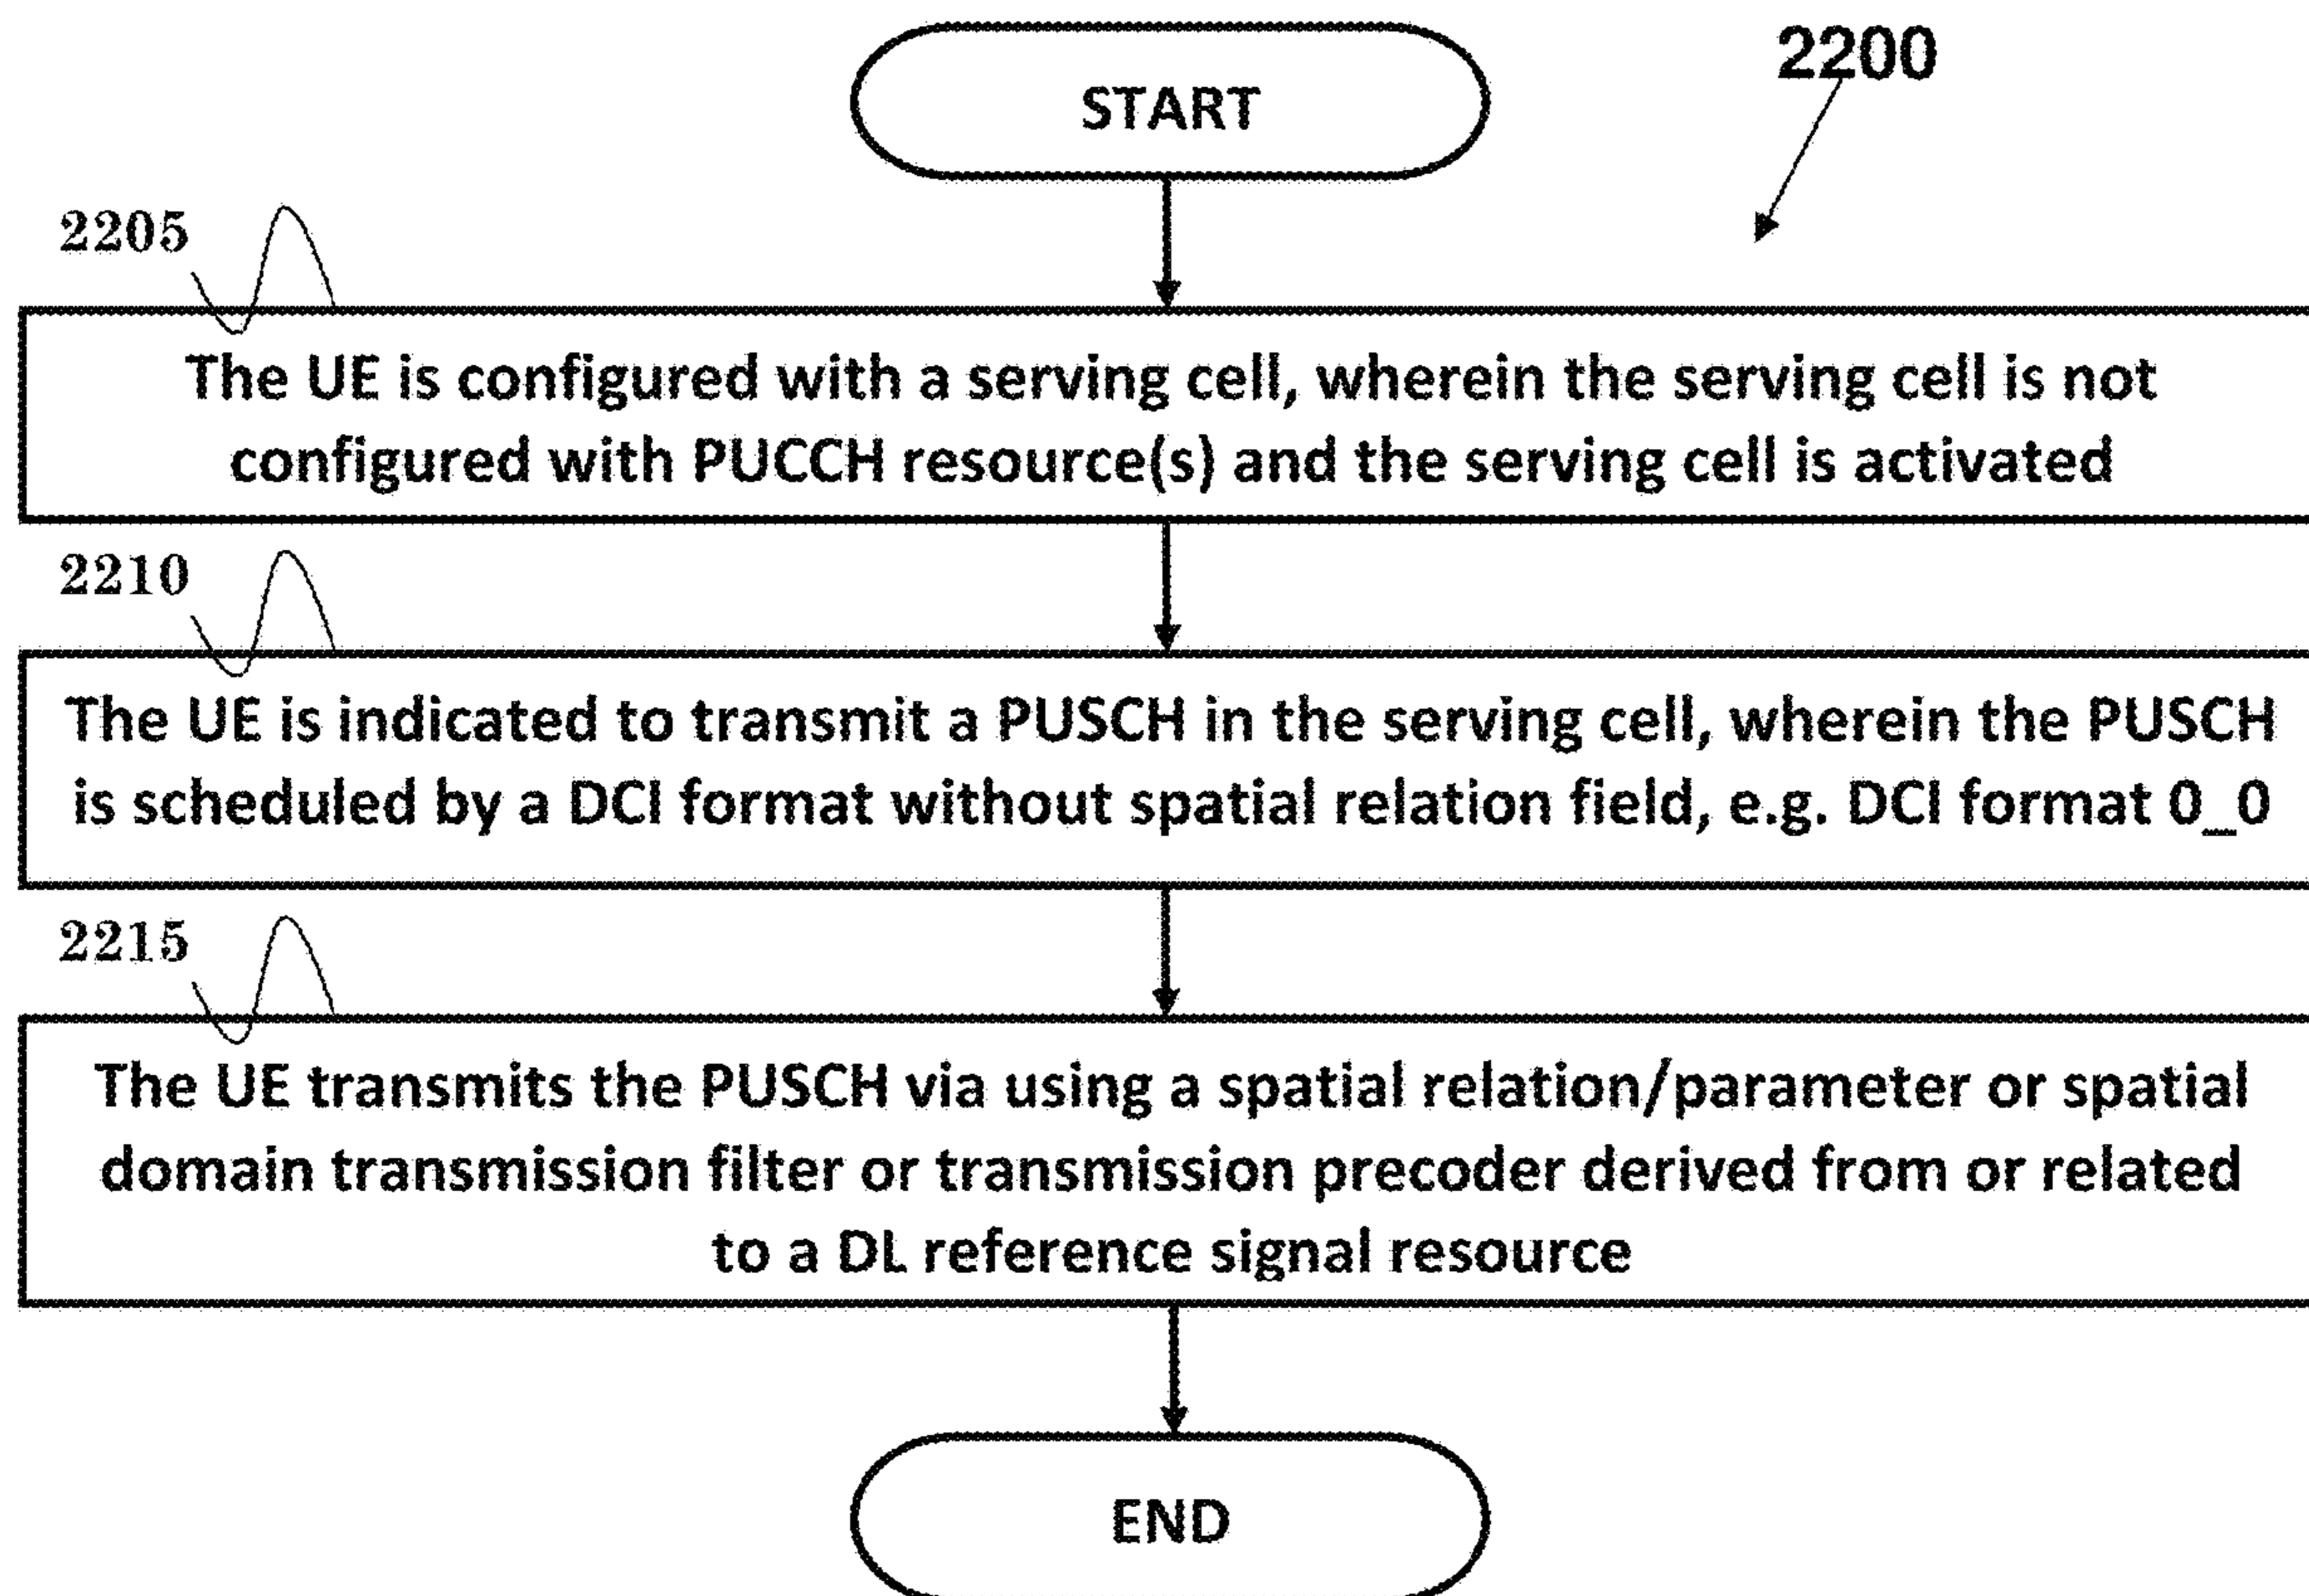 START
2200
2205
The UE is configured with a serving cell, wherein the serving cell is not
configured with PUCCH resource(s) and the serving cell is activated
2210
The UE is indicated to transmit a PUSCH in the serving cell, wherein the PUSCH
is scheduled by a DCI format without spatial relation field, e.g. DCI format 0_0
2215
The UE transmits the PUSCH via using a spatial relation/parameter or spatial
domain transmission filter or transmission precoder derived from or related
to a DL reference signal resource
END